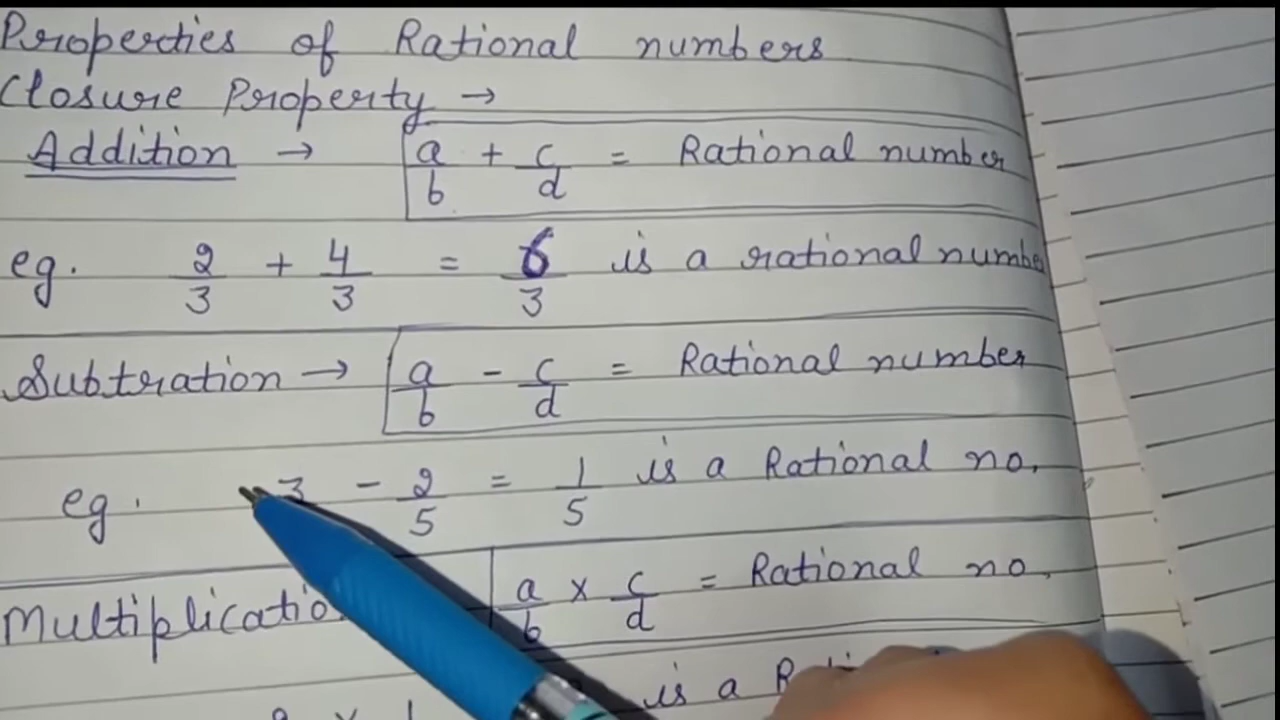 Properties of Rational numbers
Closure Property →
Addition → a/b + c/d = Rational number
eg. 2/3 + 4/3 = 6/3 is a rational number
Subtration → a/b - c/d = Rational number
eg. 3 - 2/5 = 1/5 is a Rational no.
Multiplication a/b × c/d = Rational no.
is a